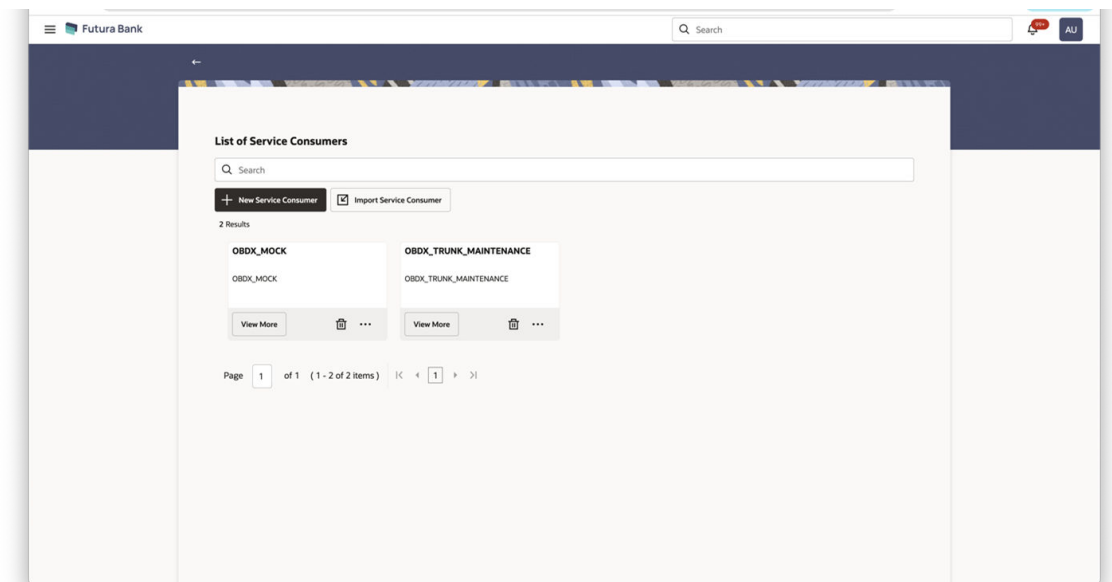 Futura Bank
Search
99+
AU
List of Service Consumers
Search
New Service Consumer
Import Service Consumer
2 Results
OBDX_MOCK
OBDX_TRUNK_MAINTENANCE
OBDX_MOCK
OBDX_TRUNK_MAINTENANCE
View More
View More
Page 1 of 1 (1 - 2 of 2 items) 1